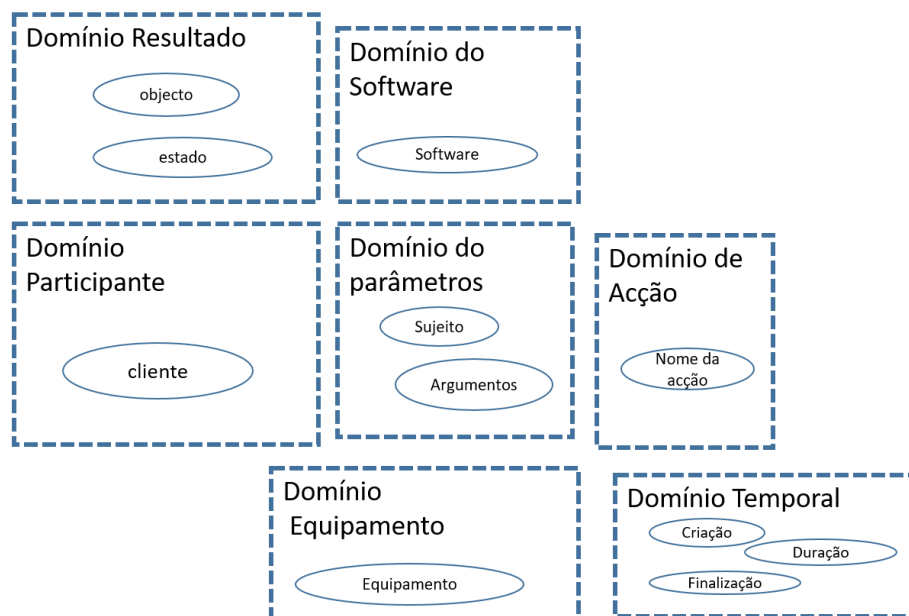 Domínio Resultado
objecto
estado
Domínio do
Software
Software
Domínio
Participante
cliente
Domínio do
parâmetros
Sujeito
Argumentos
Domínio de
Acção
Nome da
acção
Domínio
Equipamento
Equipamento
Domínio Temporal
Criação
Duração
Finalização